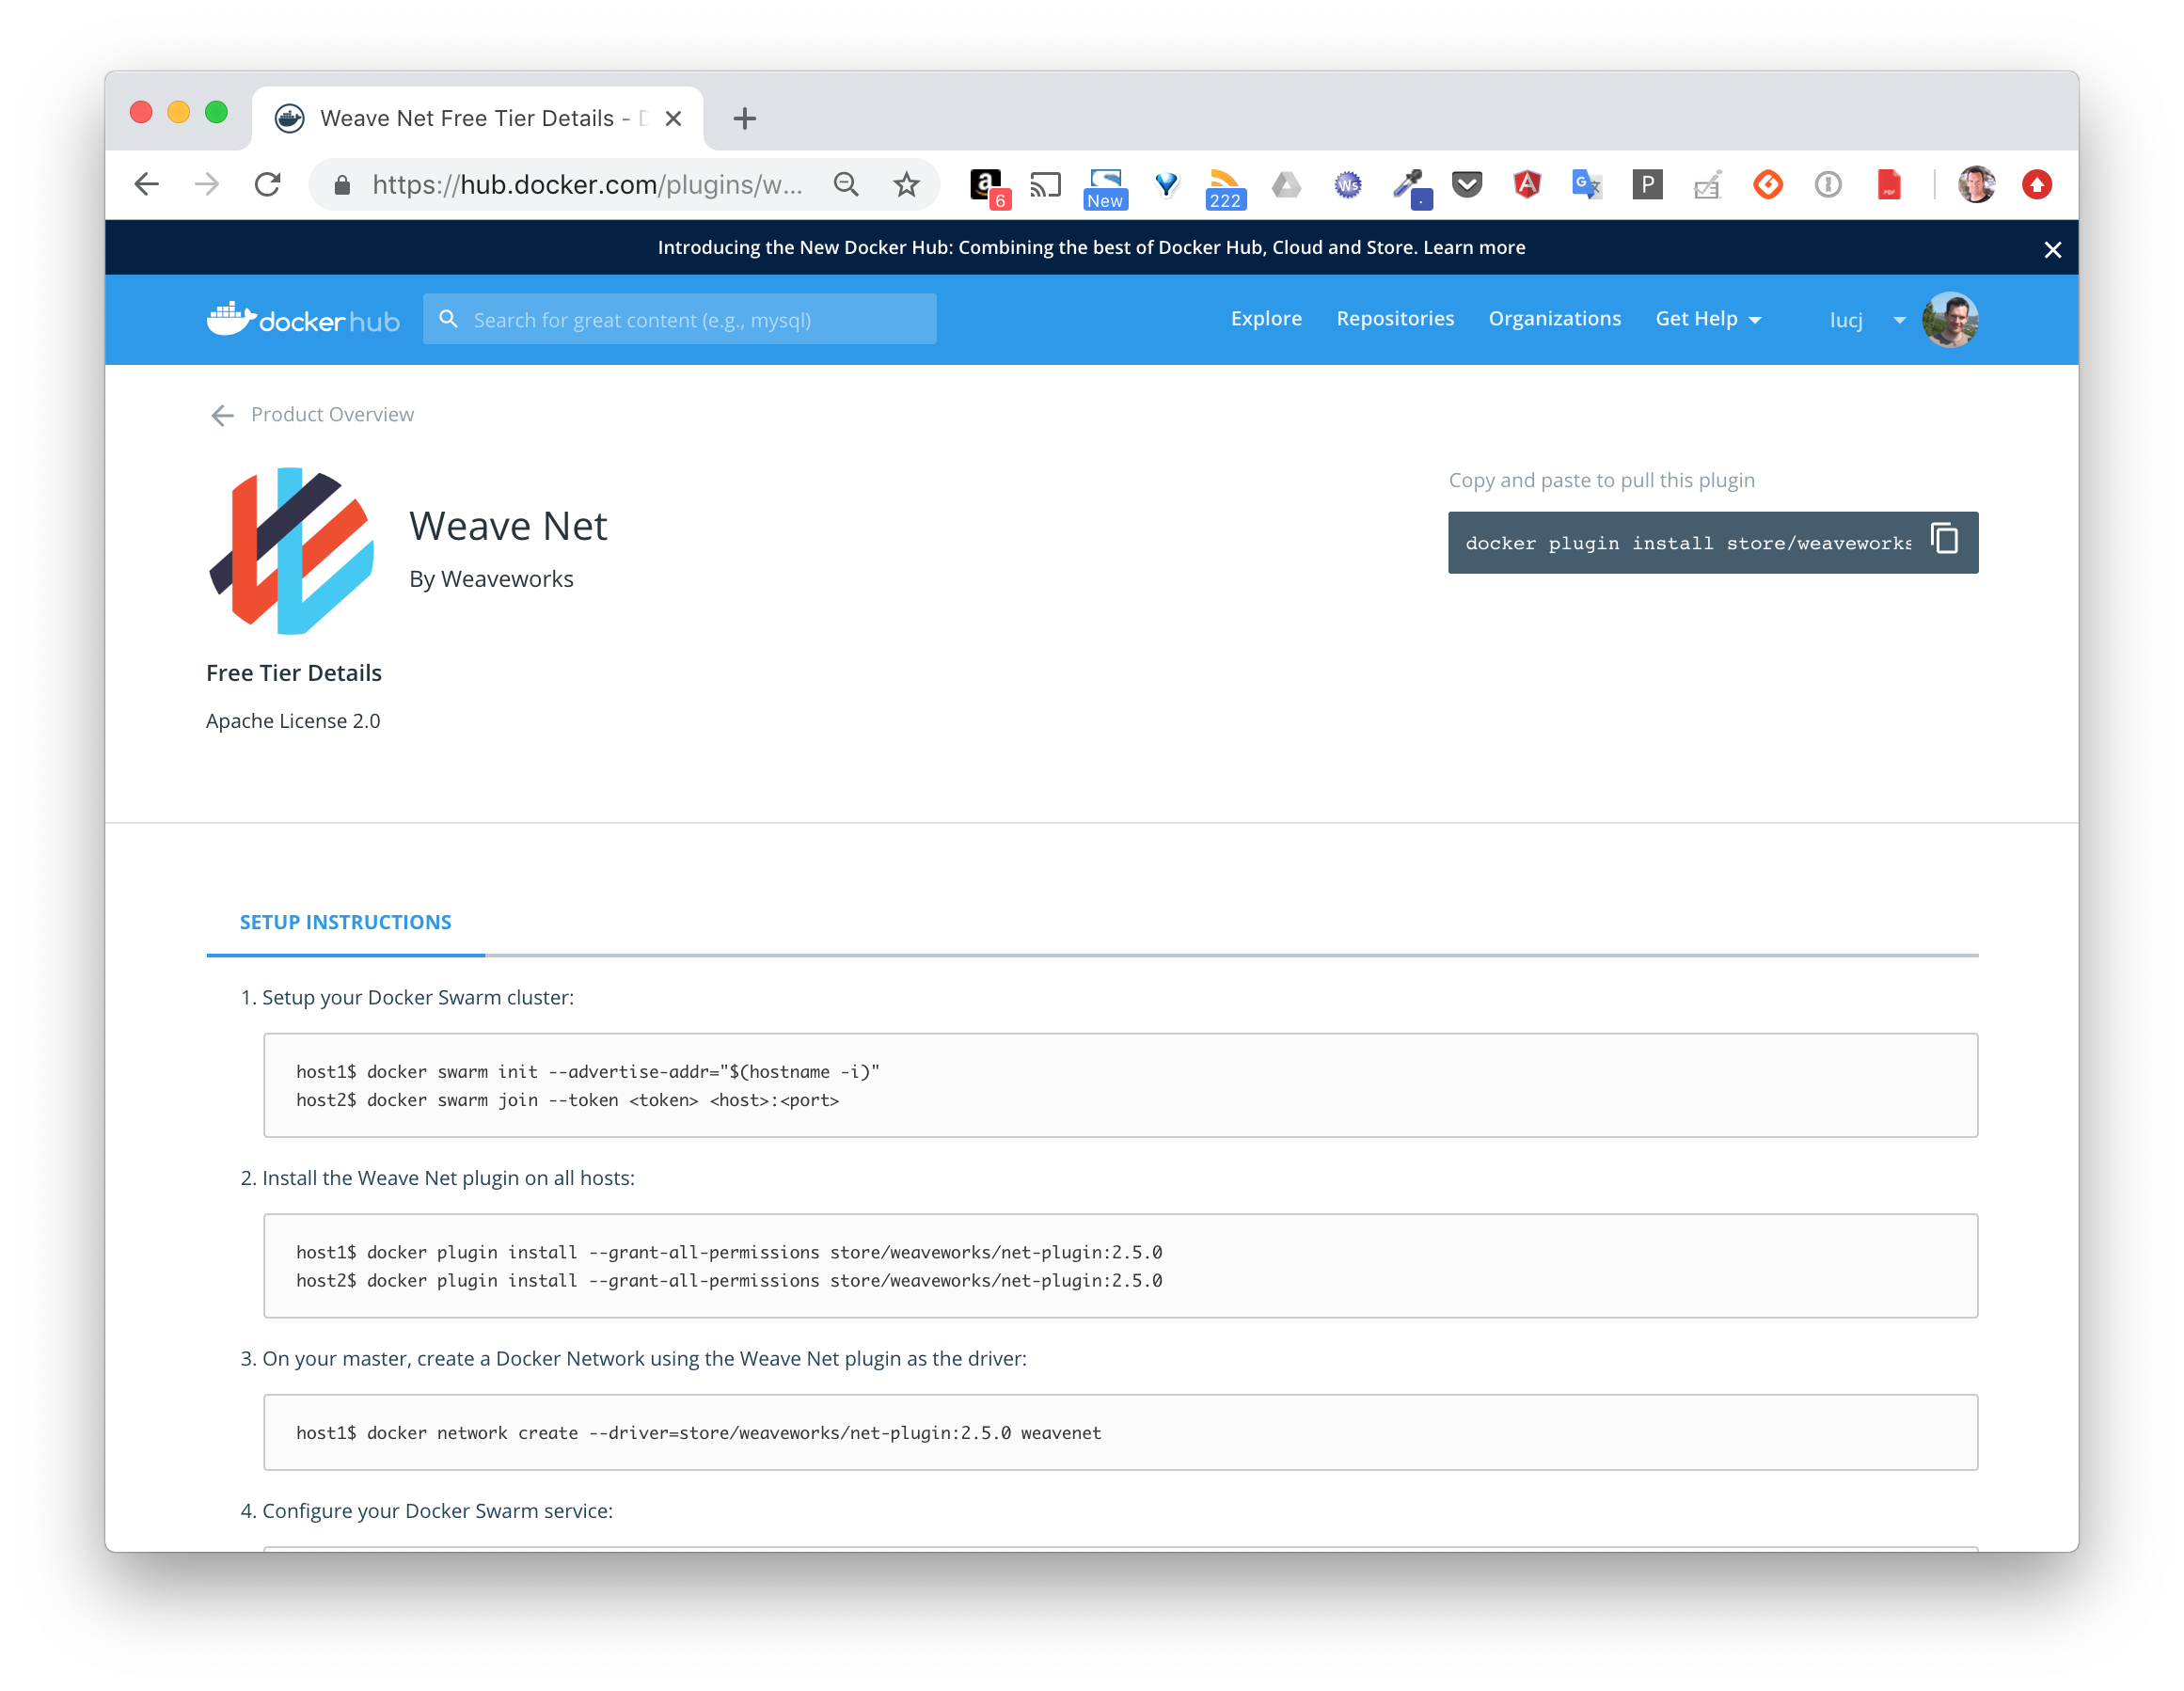 Weave Net Free Tier Details -
https://hub.docker.com/plugins/w...
6
New
222
Ws
P
Introducing the New Docker Hub: Combining the best of Docker Hub, Cloud and Store. Learn more
docker hub
Search for great content (e.g., mysql)
Explore
Repositories
Organizations
Get Help
lucj
Product Overview
Weave Net
By Weaveworks
Copy and paste to pull this plugin
docker plugin install store/weaveworks
Free Tier Details
Apache License 2.0
SETUP INSTRUCTIONS
1. Setup your Docker Swarm cluster:
host1$ docker swarm init --advertise-addr="$(hostname -i)"
host2$ docker swarm join --token <token> <host>:<port>
2. Install the Weave Net plugin on all hosts:
host1$ docker plugin install --grant-all-permissions store/weaveworks/net-plugin:2.5.0
host2$ docker plugin install --grant-all-permissions store/weaveworks/net-plugin:2.5.0
3. On your master, create a Docker Network using the Weave Net plugin as the driver:
host1$ docker network create --driver=store/weaveworks/net-plugin:2.5.0 weavenet
4. Configure your Docker Swarm service: